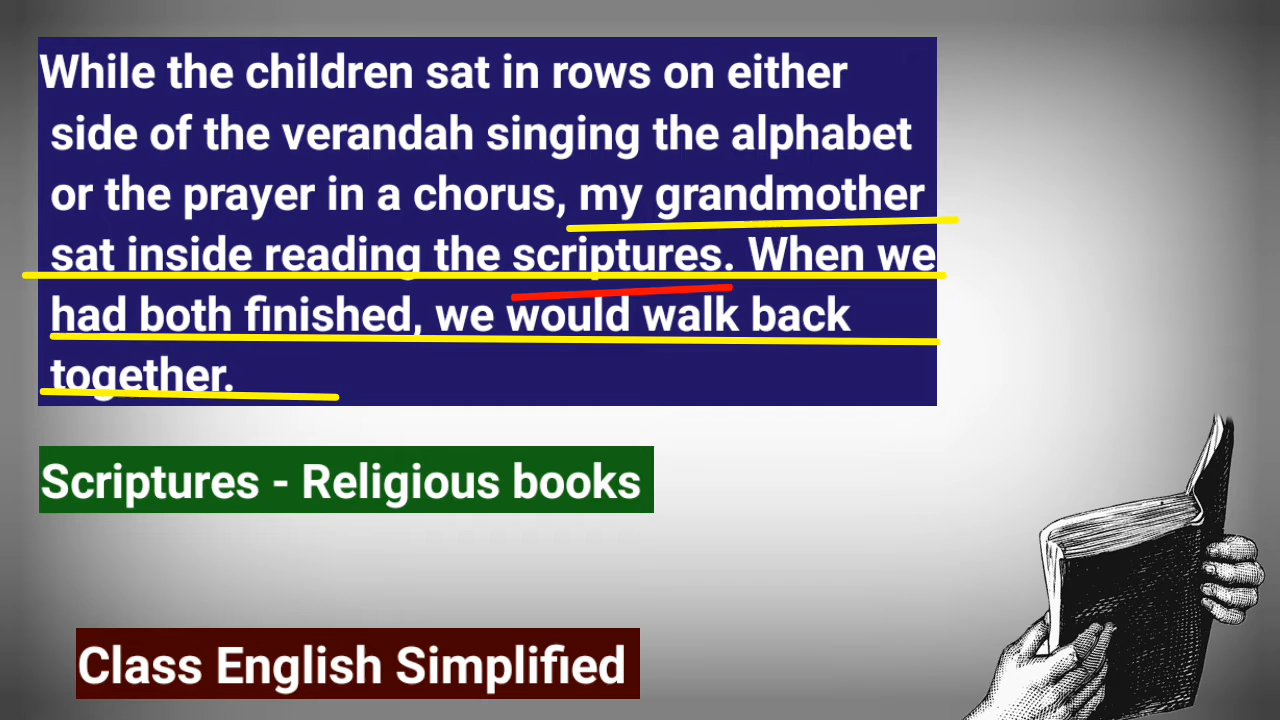 While the children sat in rows on either
side of the verandah singing the alphabet
or the prayer in a chorus, my grandmother
sat inside reading the scriptures. When we
had both finished, we would walk back
together.
Scriptures - Religious books
Class English Simplified